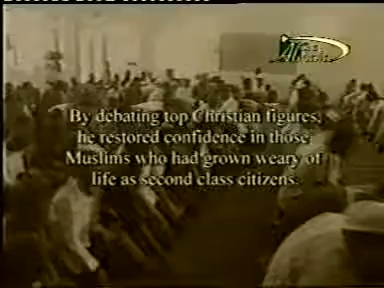 By debating top Christian figures,
he restored confidence in those
Muslims who had grown weary of
life as second class citizens.